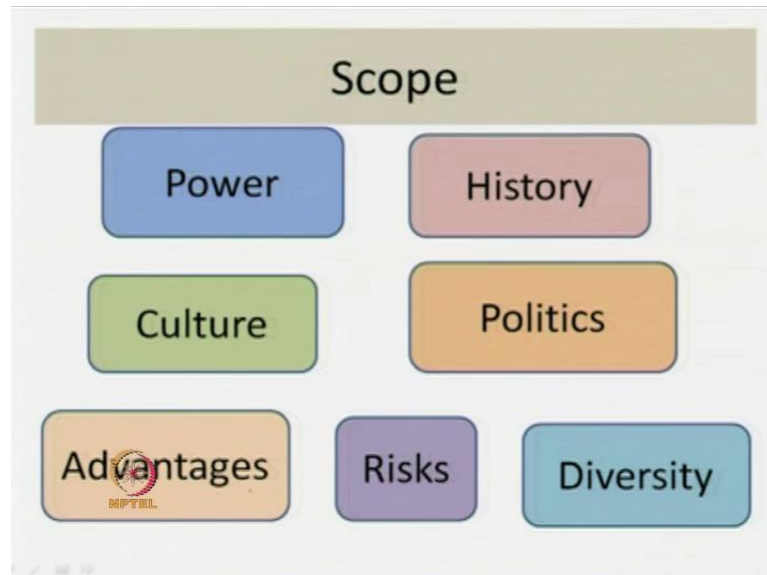 Scope
Power
History
Culture
Politics
Advantages
Risks
Diversity
NPTEL